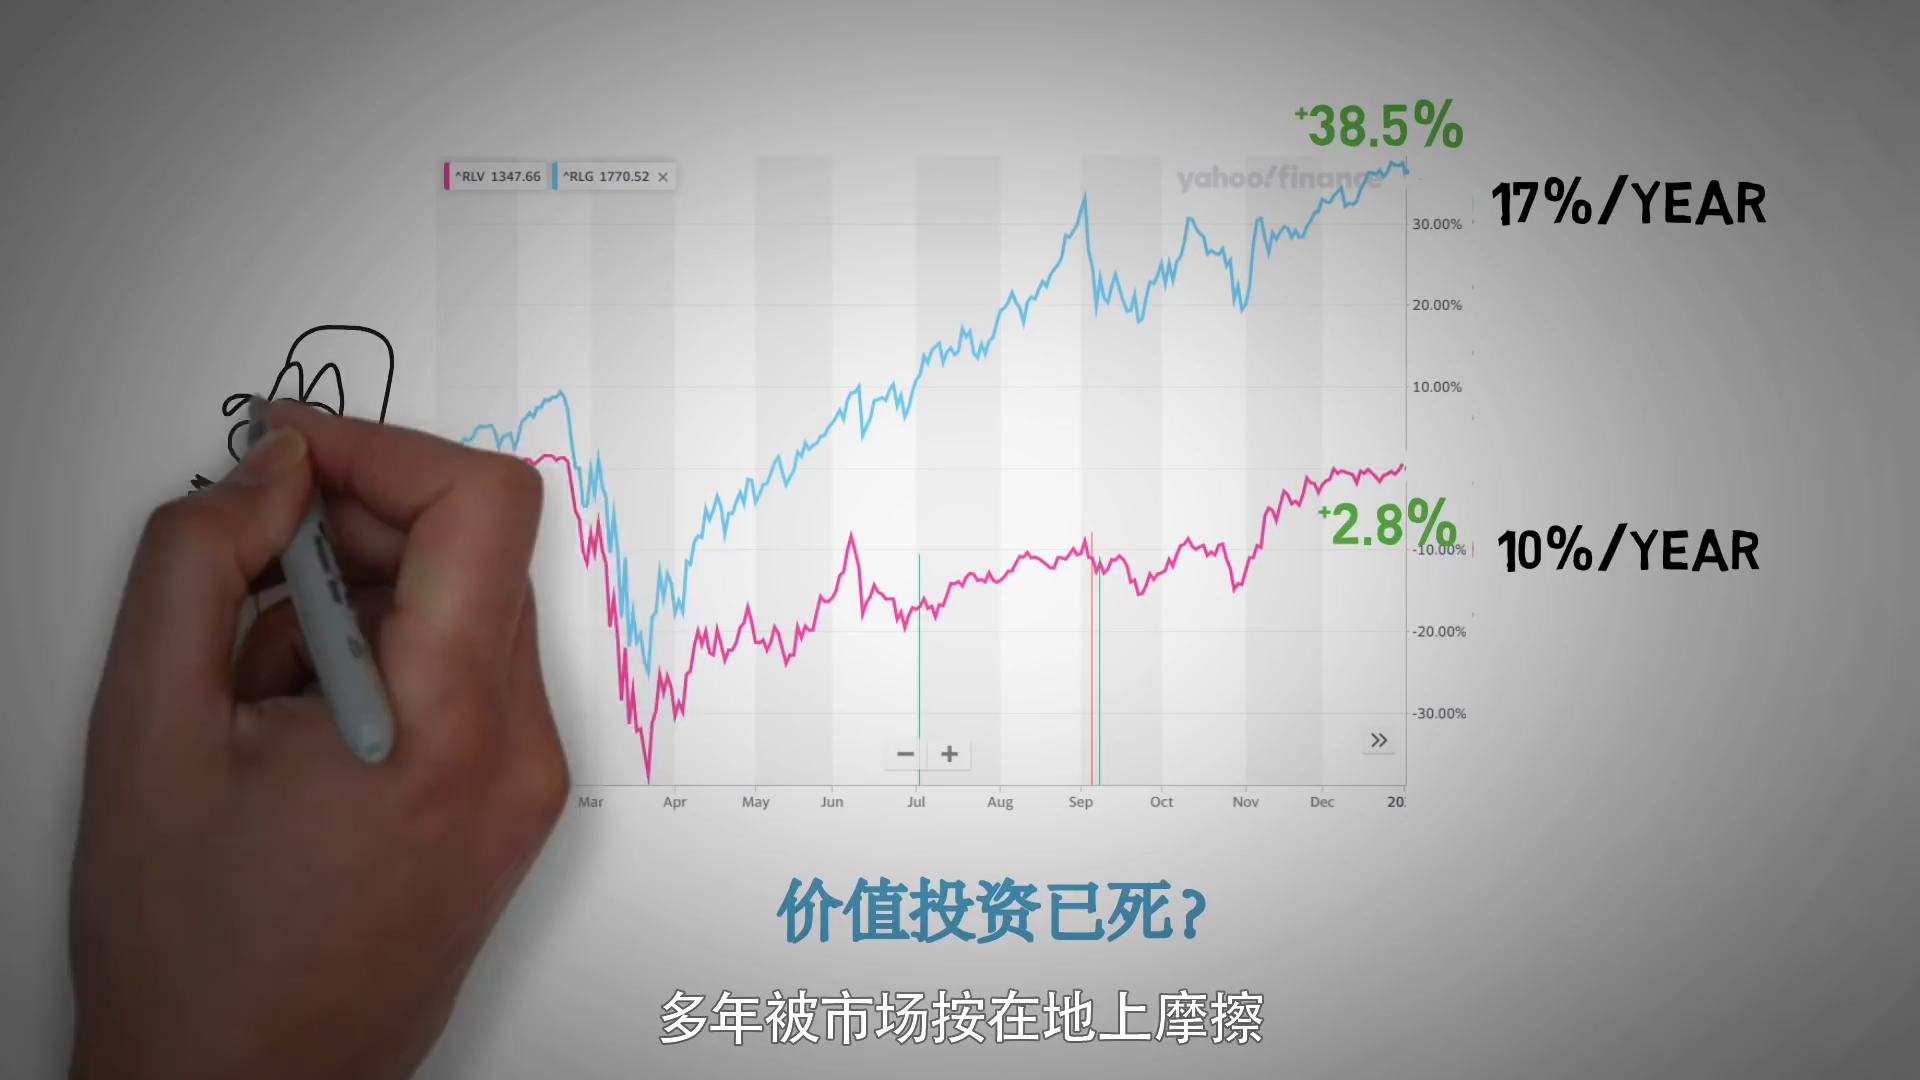 +38.5%
^RLV 1347.66 ^RLG 1770.52 ×
yahoo!finance
17%/YEAR
30.00%
20.00%
10.00%
+2.8%
-10.00%
10%/YEAR
-20.00%
-30.00%
Mar Apr May Jun Jul Aug Sep Oct Nov Dec 20
价值投资已死?
多年被市场按在地上摩擦